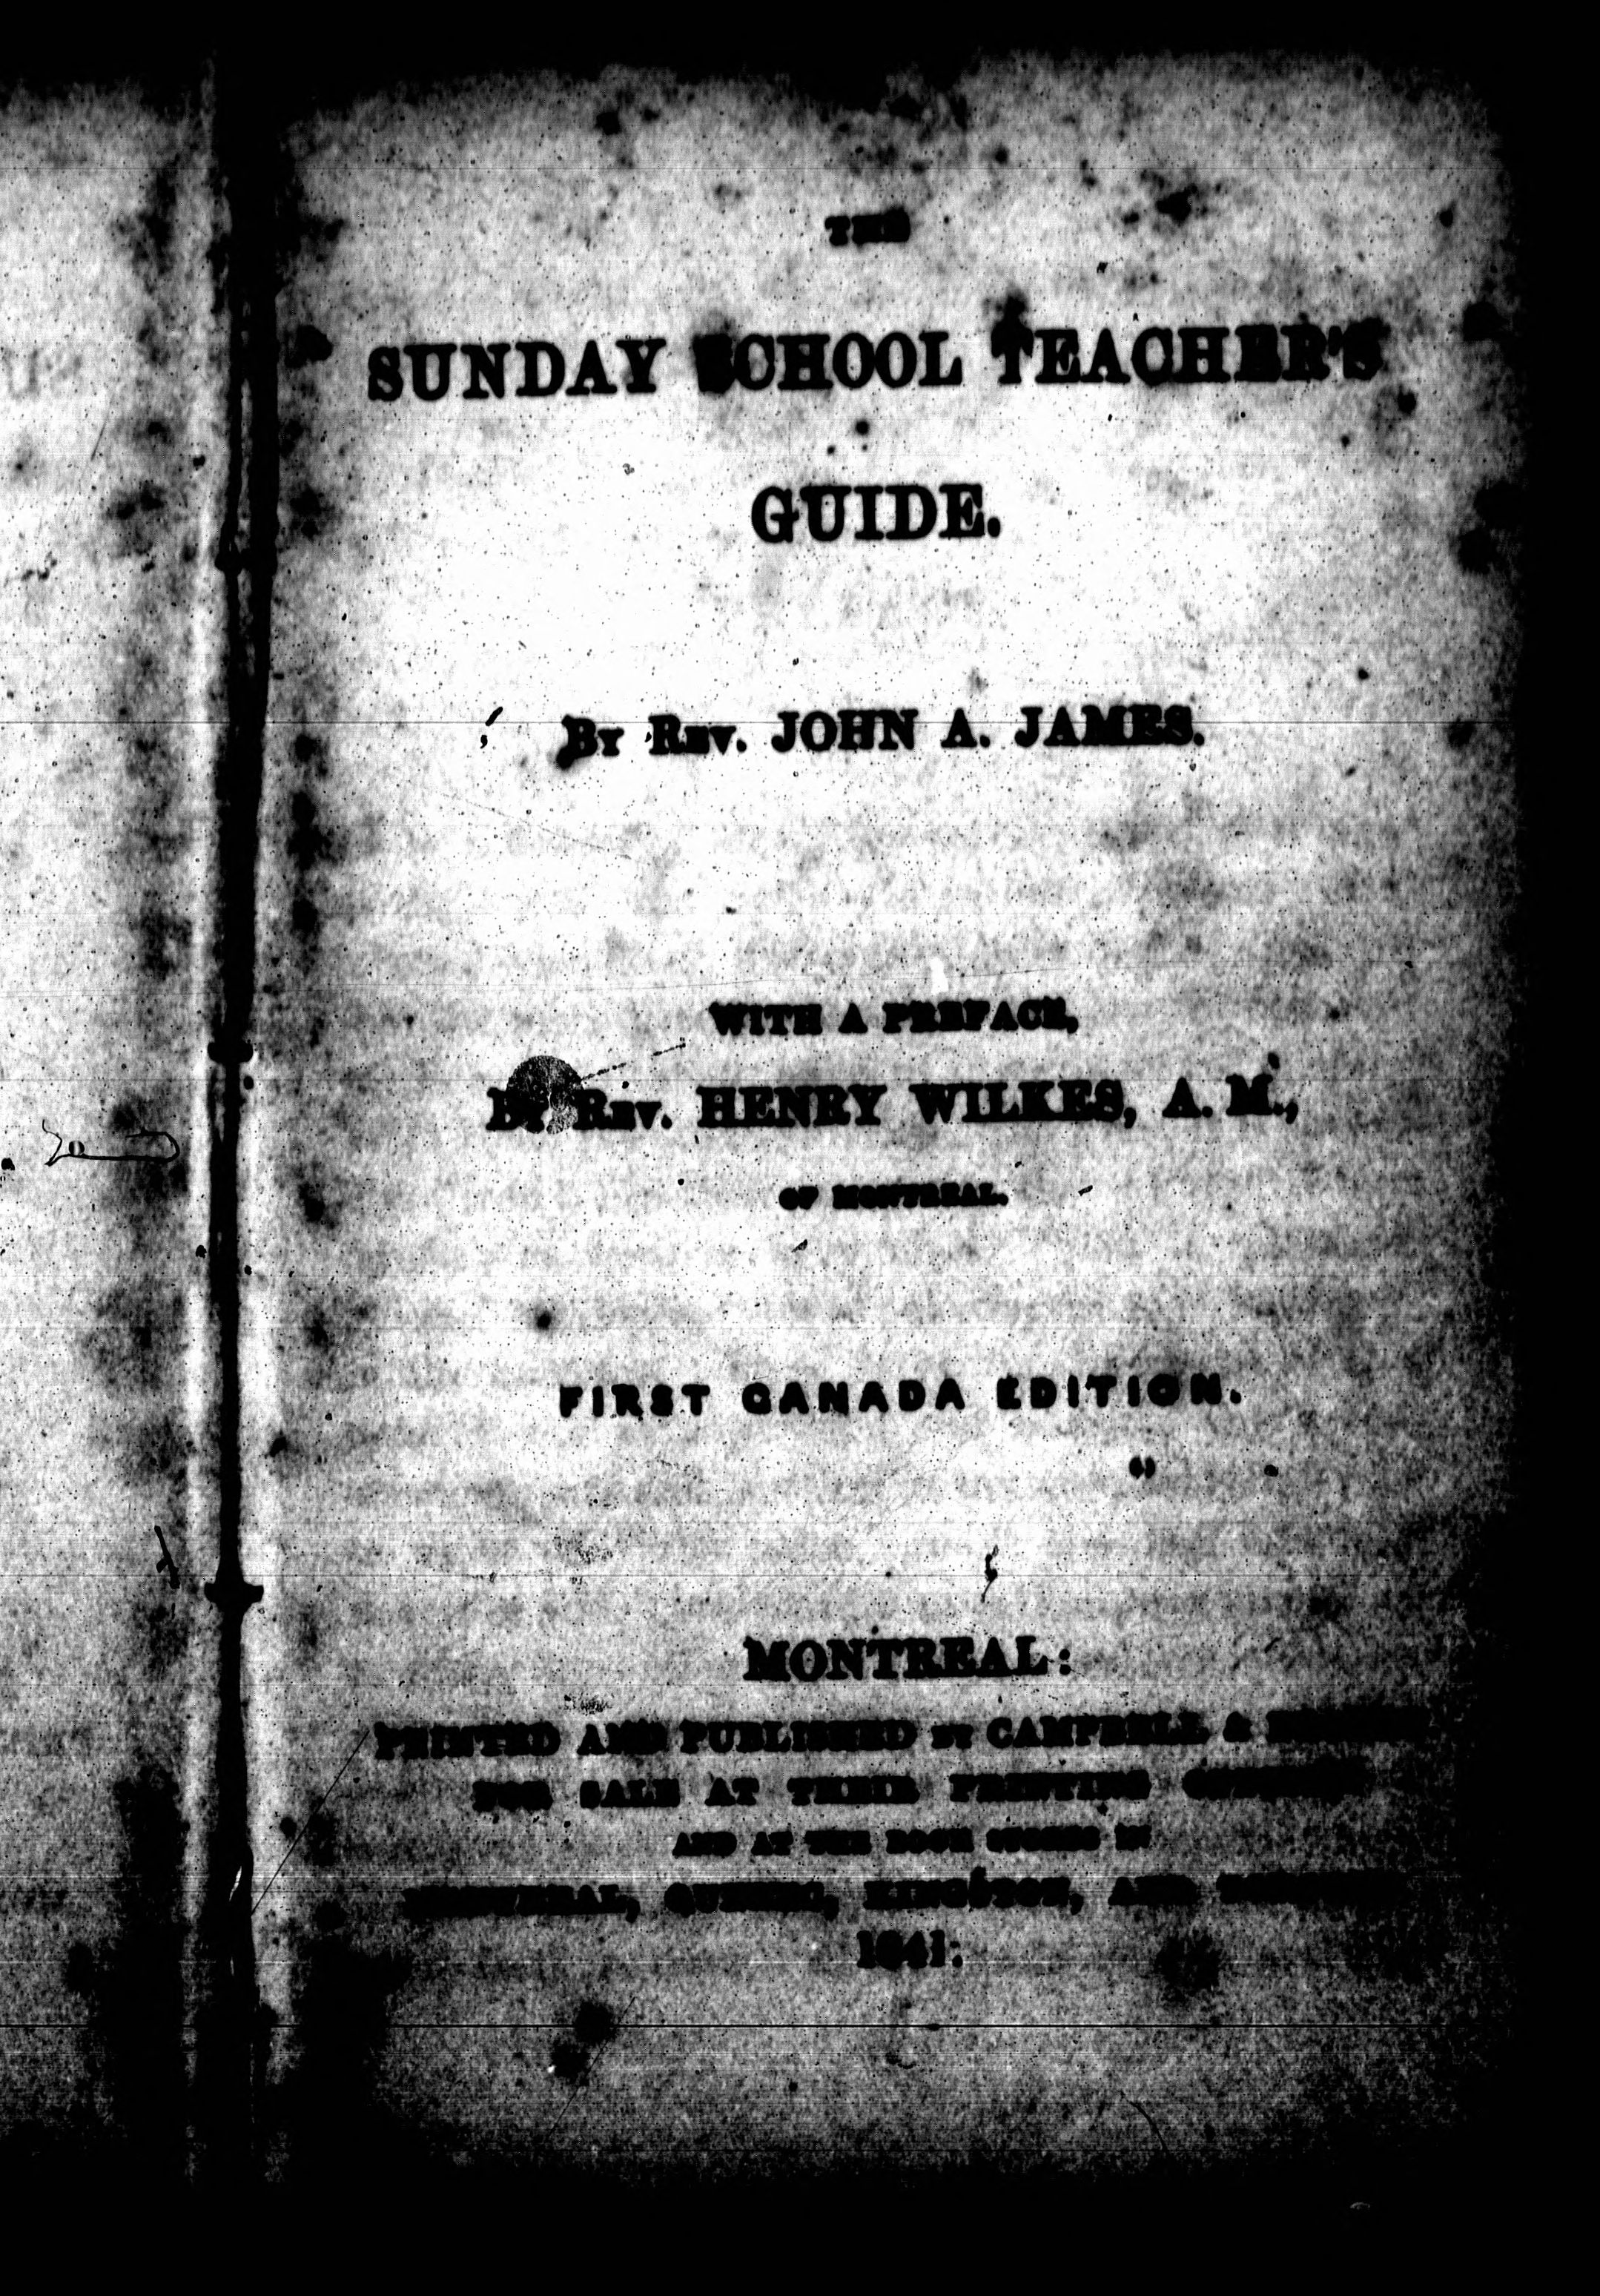 THE
SUNDAY SCHOOL TEACHER'S
GUIDE.
BY REV. JOHN A. JAMES.
WITH A PREFACE,
BY REV. HENRY WILKES, A. M.,
OF MONTREAL.
FIRST CANADA EDITION.
MONTREAL:
PRINTED AND PUBLISHED BY CAMPBELL &
FOR SALE AT THEIR PRINTING
AND AT THE BOOK STORES IN
MONTREAL, QUEBEC, KINGSTON, AND
1841.